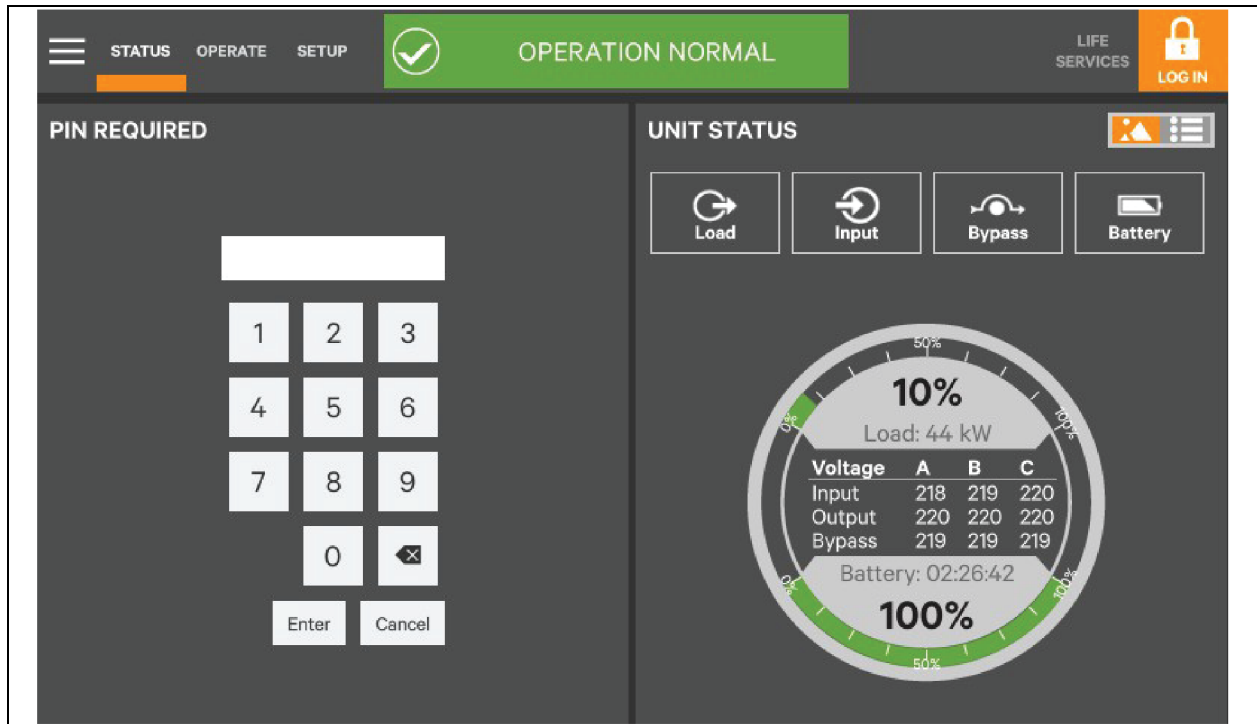 STATUS OPERATE SETUP OPERATION NORMAL LIFE
SERVICES
LOG IN
PIN REQUIRED
1 2 3
4 5 6
7 8 9
0
Enter Cancel
UNIT STATUS
Load Input Bypass Battery
50%
0% 100%
10%
Load: 44 kW
Voltage A B C
Input 218 219 220
Output 220 220 220
Bypass 219 219 219
Battery: 02:26:42
100%
0% 100%
50%